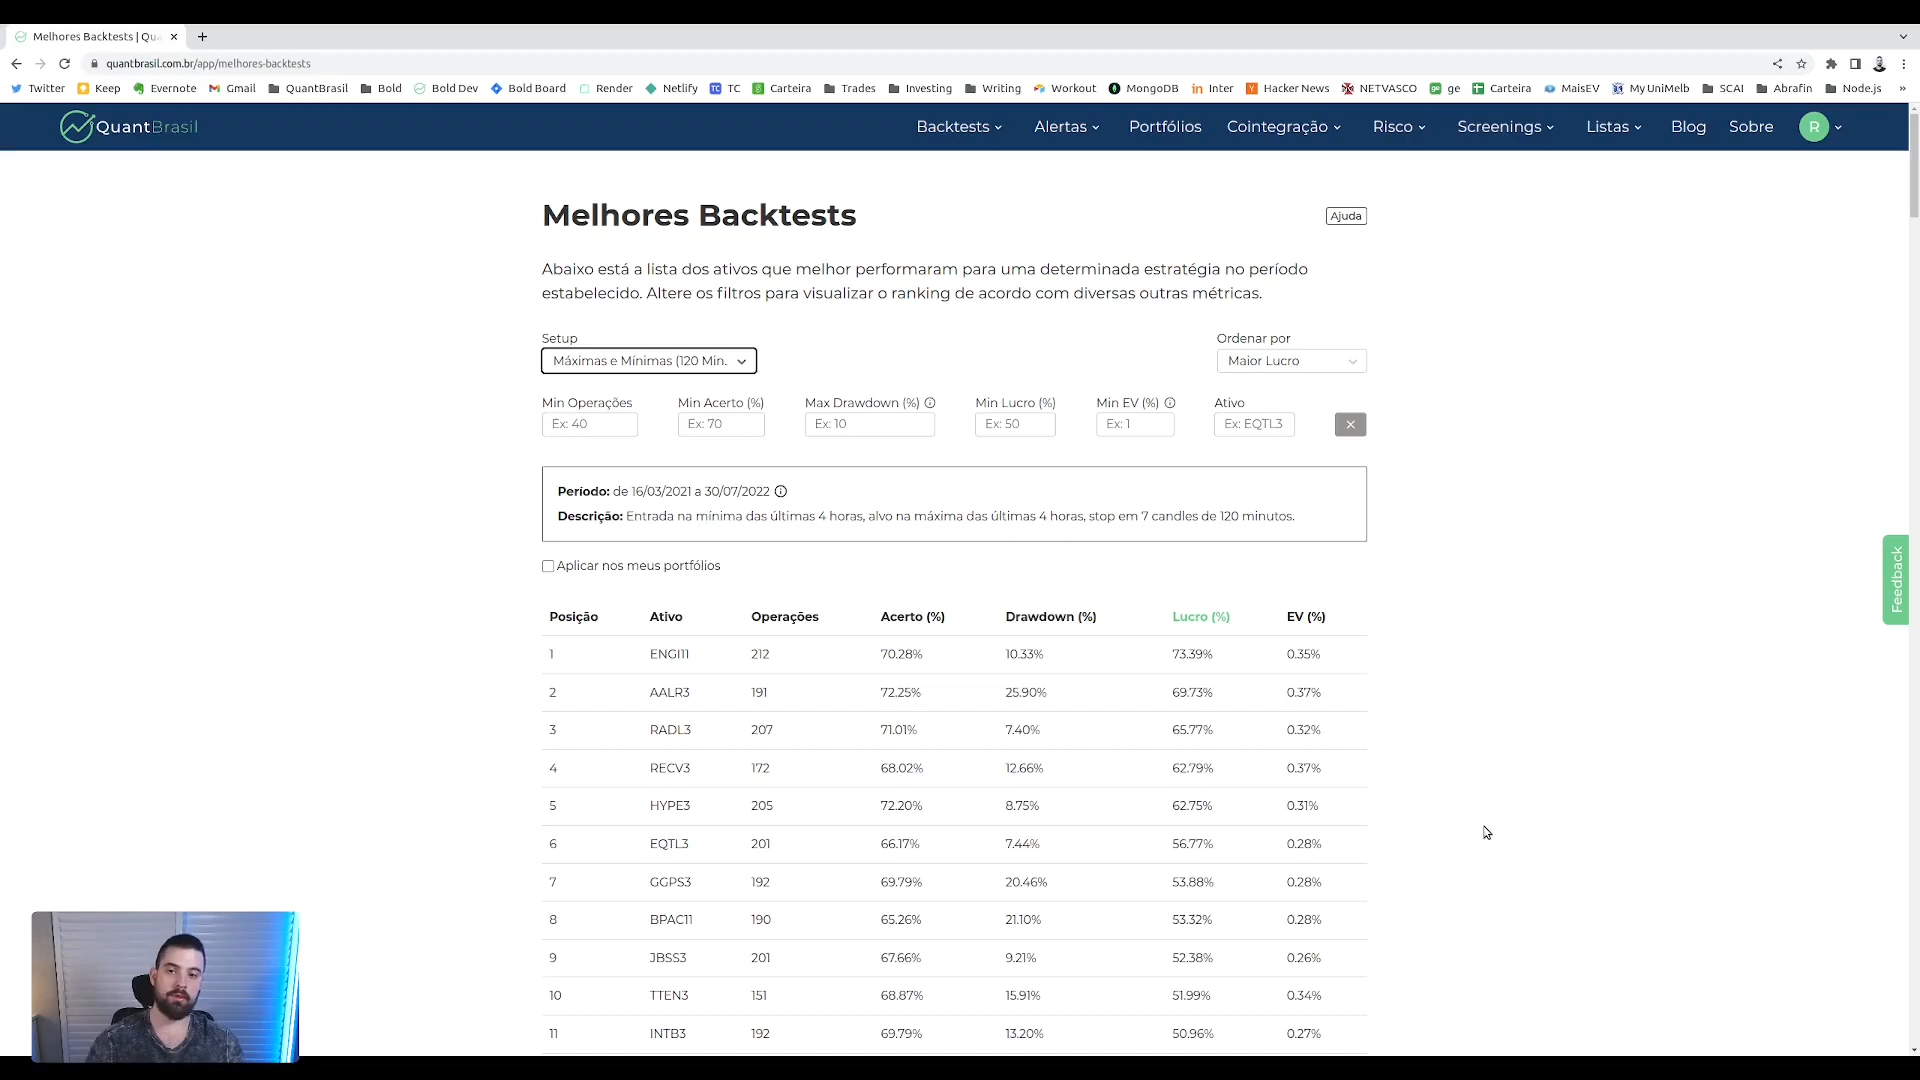 Melhores Backtests | Qu
quantbrasil.com.br/app/melhores-backtests
Twitter Keep Evernote Gmail QuantBrasil Bold Bold Dev Bold Board Render Netlify TC Carteira Trades Investing Writing Workout MongoDB Inter Hacker News NETVASCO ge Carteira MaisEV My UniMelb SCAI Abrafin Node.js »
QuantBrasil Backtests Alertas Portfólios Cointegração Risco Screenings Listas Blog Sobre R
Melhores Backtests Ajuda
Abaixo está a lista dos ativos que melhor performaram para uma determinada estratégia no período
estabelecido. Altere os filtros para visualizar o ranking de acordo com diversas outras métricas.
Setup Ordenar por
Máximas e Mínimas (120 Min. Maior Lucro
Min Operações Min Acerto (%) Max Drawdown (%) Min Lucro (%) Min EV (%) Ativo
Ex: 40 Ex: 70 Ex: 10 Ex: 50 Ex: 1 Ex: EQTL3
Período: de 16/03/2021 a 30/07/2022
Descrição: Entrada na mínima das últimas 4 horas, alvo na máxima das últimas 4 horas, stop em 7 candles de 120 minutos.
Aplicar nos meus portfólios
Feedback
Posição Ativo Operações Acerto (%) Drawdown (%) Lucro (%) EV (%)
1 ENGI11 212 70.28% 10.33% 73.39% 0.35%
2 AALR3 191 72.25% 25.90% 69.73% 0.37%
3 RADL3 207 71.01% 7.40% 65.77% 0.32%
4 RECV3 172 68.02% 12.66% 62.79% 0.37%
5 HYPE3 205 72.20% 8.75% 62.75% 0.31%
6 EQTL3 201 66.17% 7.44% 56.77% 0.28%
7 GGPS3 192 69.79% 20.46% 53.88% 0.28%
8 BPAC11 190 65.26% 21.10% 53.32% 0.28%
9 JBSS3 201 67.66% 9.21% 52.38% 0.26%
10 TTEN3 151 68.87% 15.91% 51.99% 0.34%
11 INTB3 192 69.79% 13.20% 50.96% 0.27%